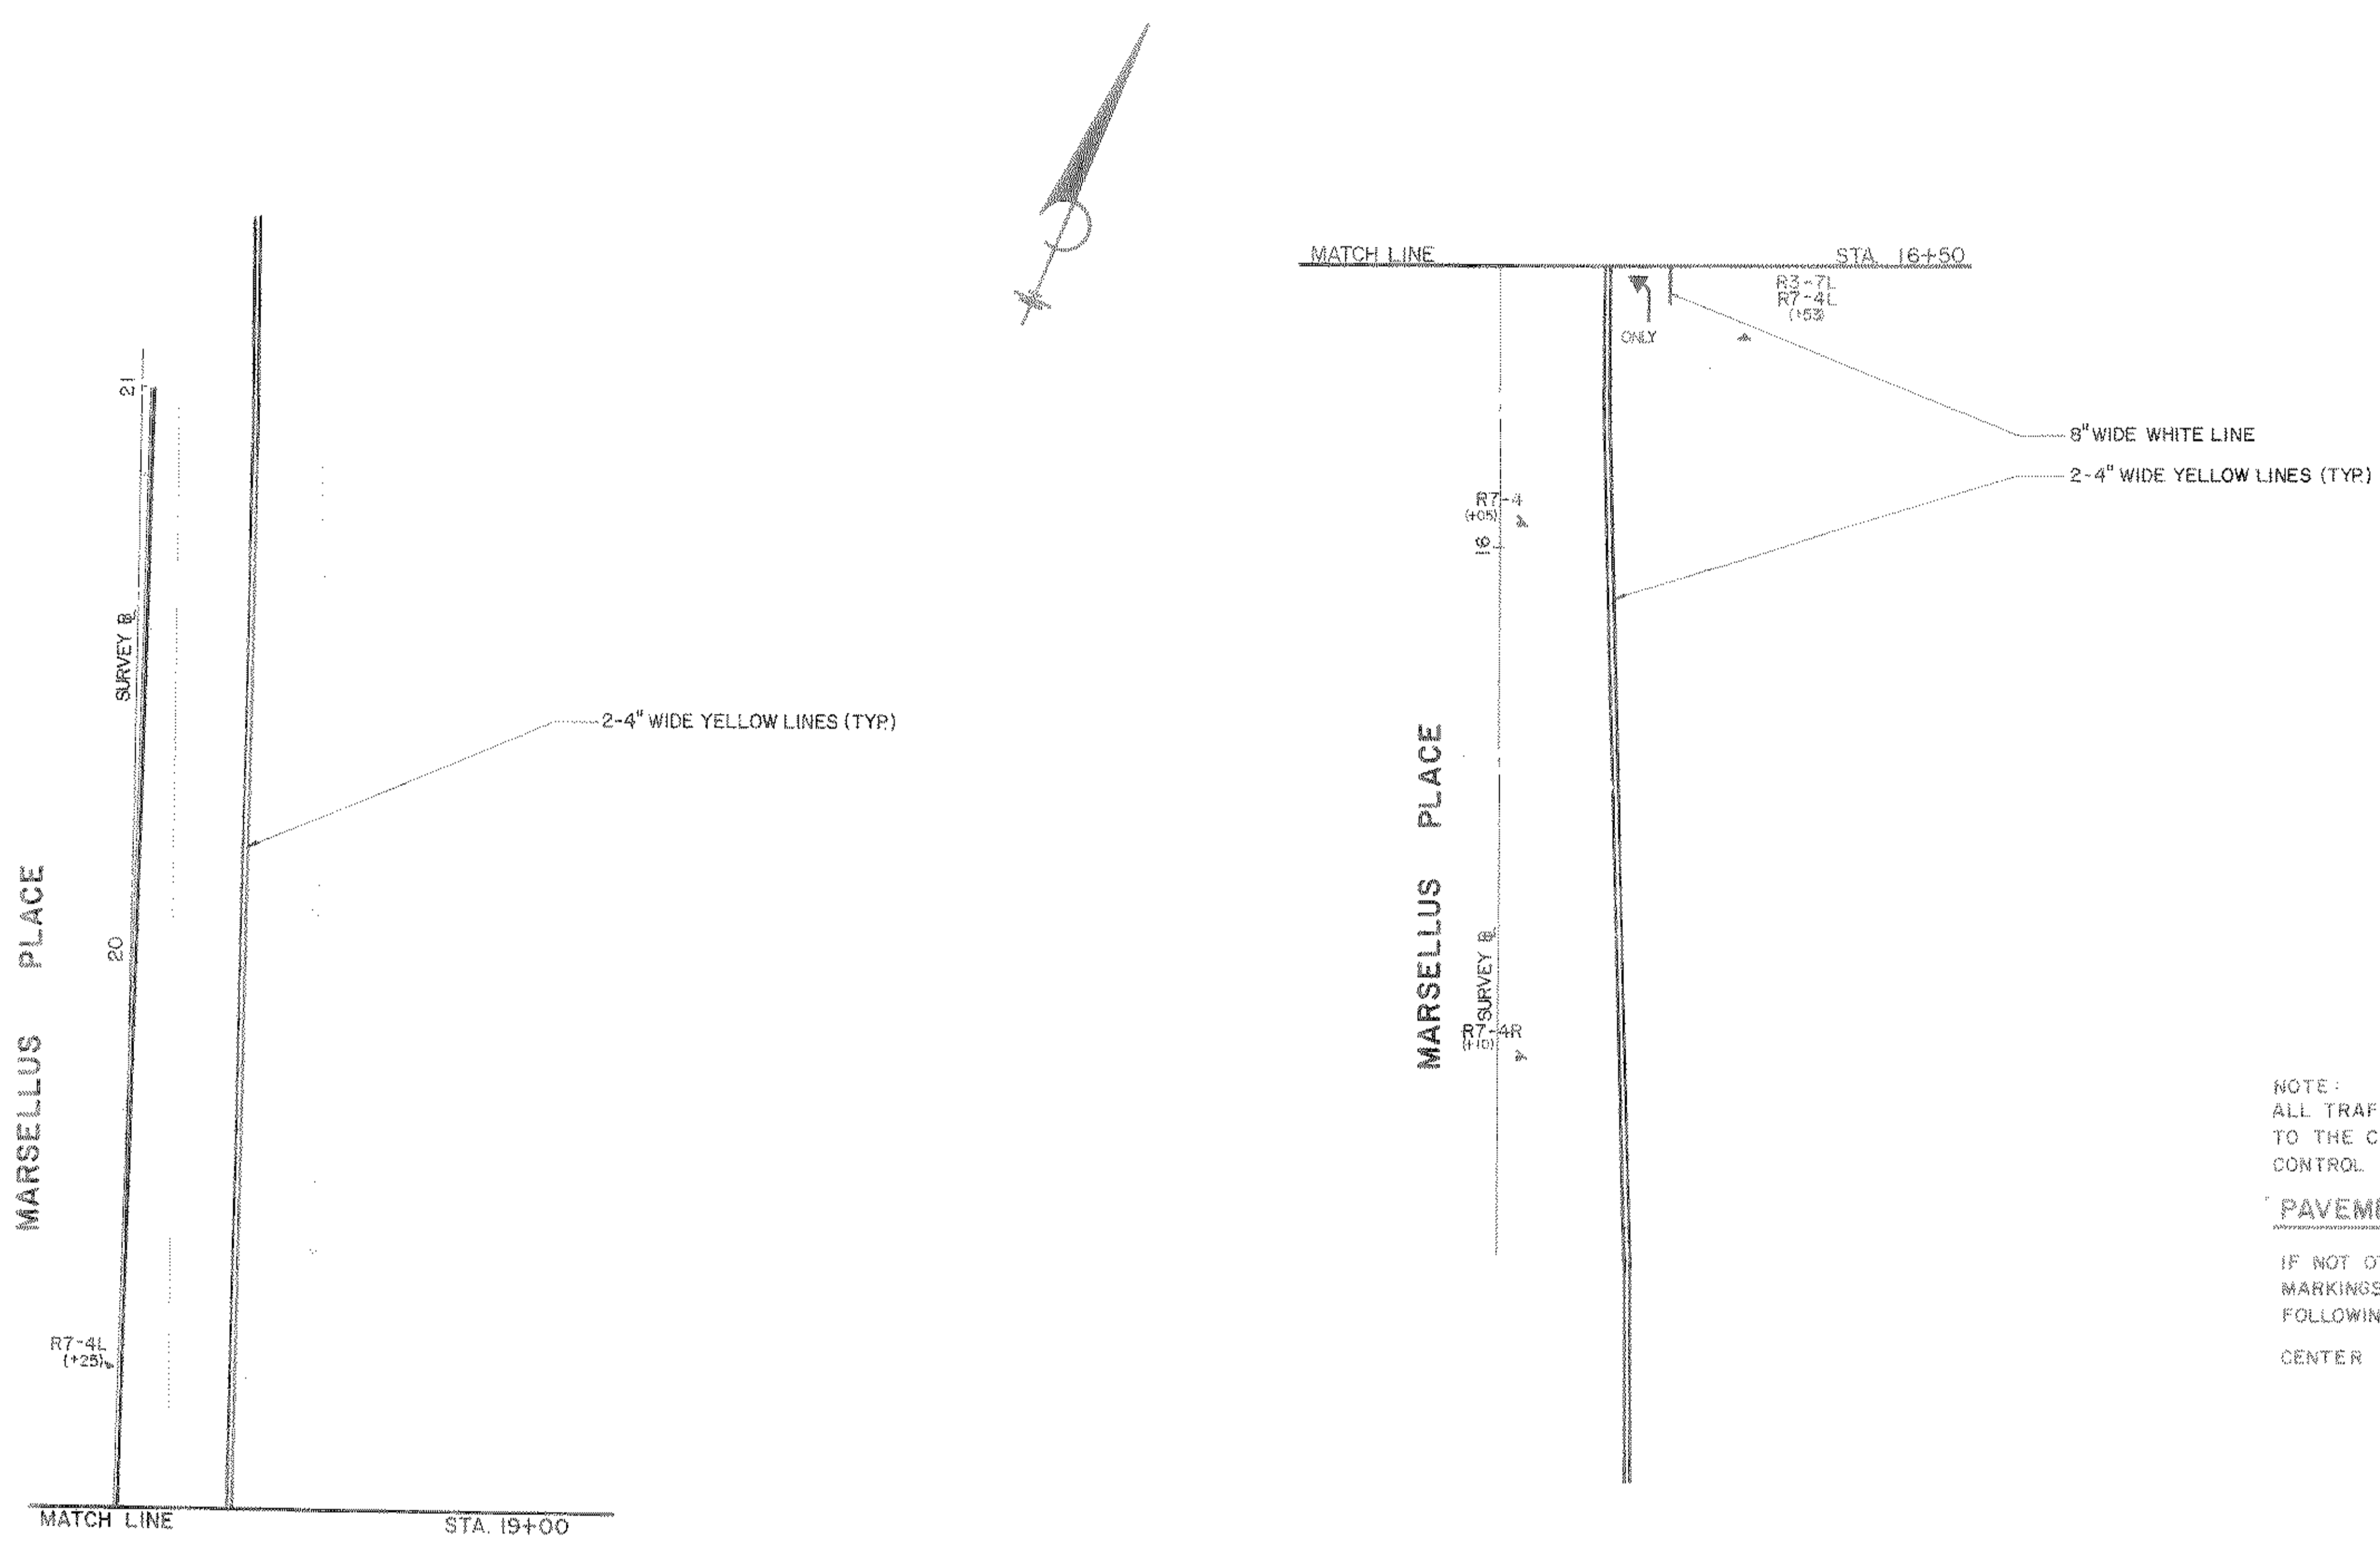 21
SURVEY BL
2-4" WIDE YELLOW LINES (TYP.)
MARSELLUS PLACE
20
R7-4L
(+25)
MATCH LINE STA. 19+00
MATCH LINE STA. 16+50
R3-7L
R7-4L
(+53)
ONLY
8" WIDE WHITE LINE
2-4" WIDE YELLOW LINES (TYP.)
R7-4
(+05)
16
MARSELLUS PLACE
SURVEY BL
R7-4R
(+10)
NOTE:
ALL TRAF
TO THE C
CONTROL
PAVEME
IF NOT OT
MARKINGS
FOLLOWIN
CENTER